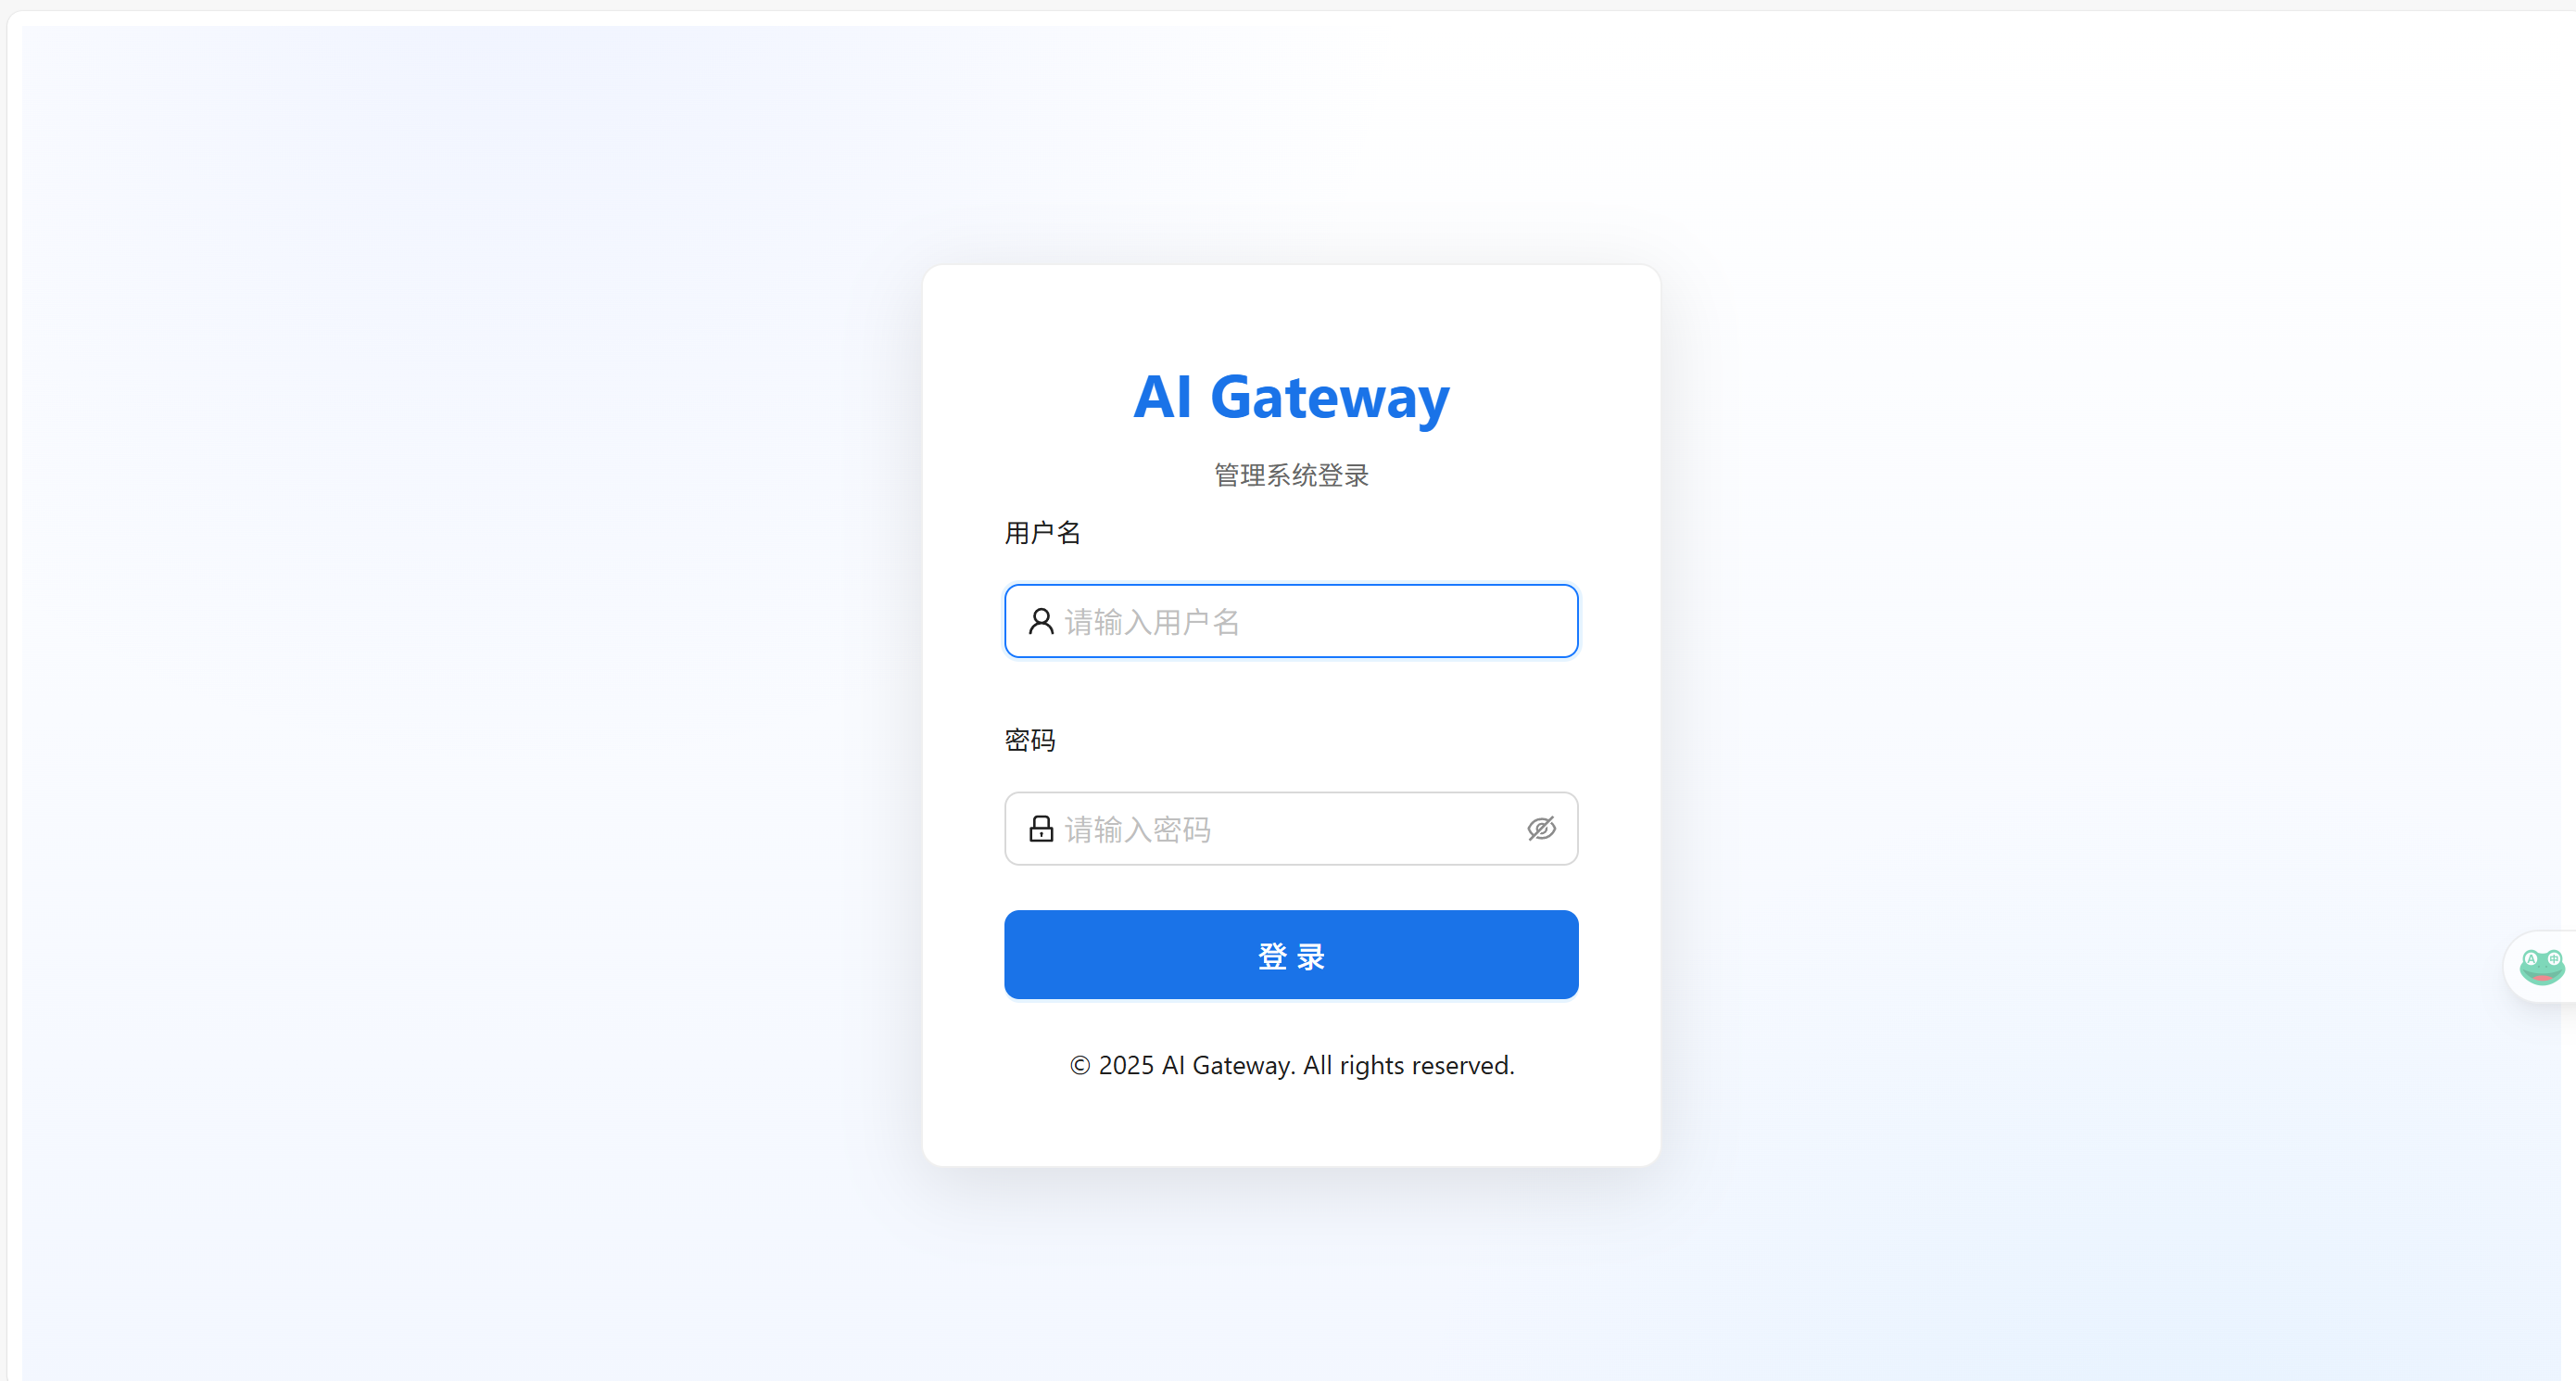 AI Gateway
管理系统登录
用户名
请输入用户名
密码
请输入密码
登 录
© 2025 AI Gateway. All rights reserved.
A 中